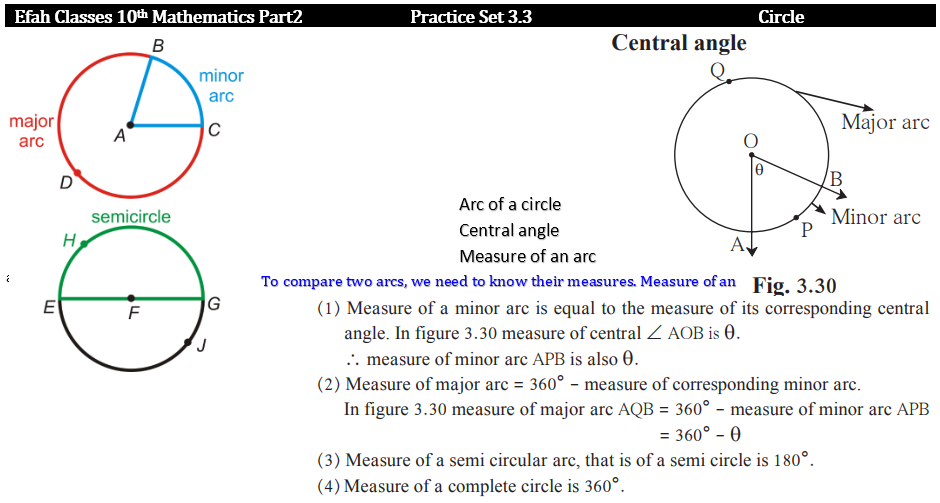 Efah Classes 10th Mathematics Part2 Practice Set 3.3 Circle
B
minor
arc
major
arc
A
C
D
semicircle
H
E
F
G
J
Central angle
Q
Major arc
O
θ
B
Minor arc
P
A
Arc of a circle
Central angle
Measure of an arc
To compare two arcs, we need to know their measures. Measure of an
Fig. 3.30
(1) Measure of a minor arc is equal to the measure of its corresponding central
angle. In figure 3.30 measure of central ∠ AOB is θ.
∴ measure of minor arc APB is also θ.
(2) Measure of major arc = 360° - measure of corresponding minor arc.
In figure 3.30 measure of major arc AQB = 360° - measure of minor arc APB
= 360° - θ
(3) Measure of a semi circular arc, that is of a semi circle is 180°.
(4) Measure of a complete circle is 360°.